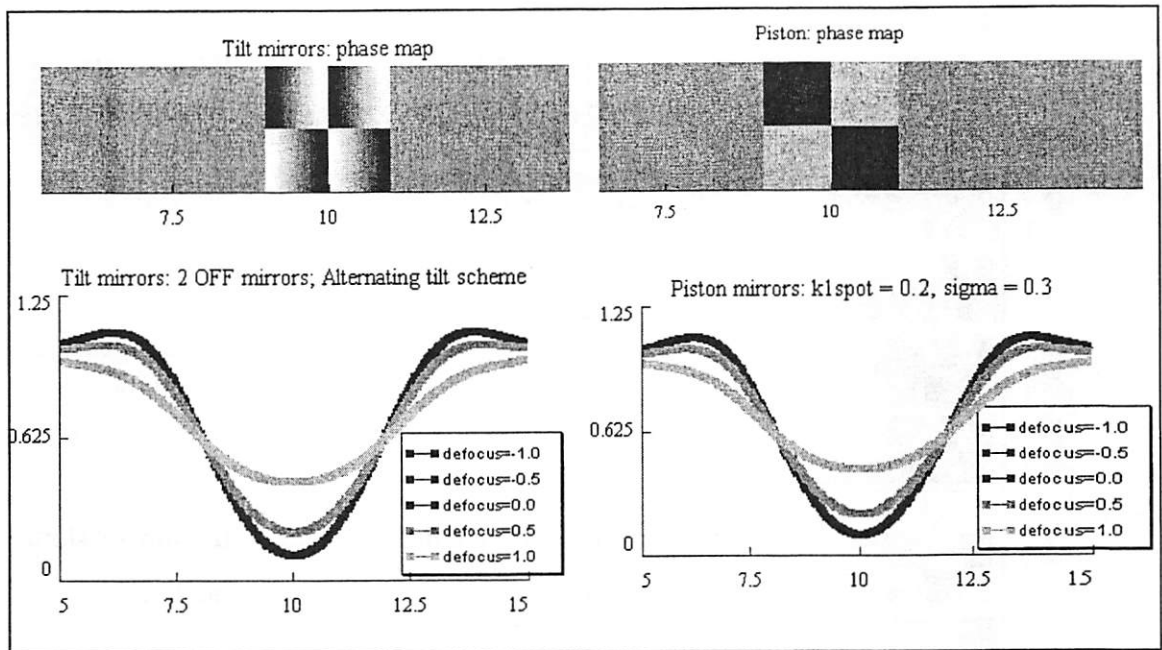 Tilt mirrors: phase map
7.5 10 12.5
Piston: phase map
7.5 10 12.5
Tilt mirrors: 2 OFF mirrors; Alternating tilt scheme
1.25
0.625
0
5 7.5 10 12.5 15
defocus=-1.0
defocus=-0.5
defocus=0.0
defocus=0.5
defocus=1.0
Piston mirrors: k1spot = 0.2, sigma = 0.3
1.25
0.625
0
5 7.5 10 12.5 15
defocus=-1.0
defocus=-0.5
defocus=0.0
defocus=0.5
defocus=1.0